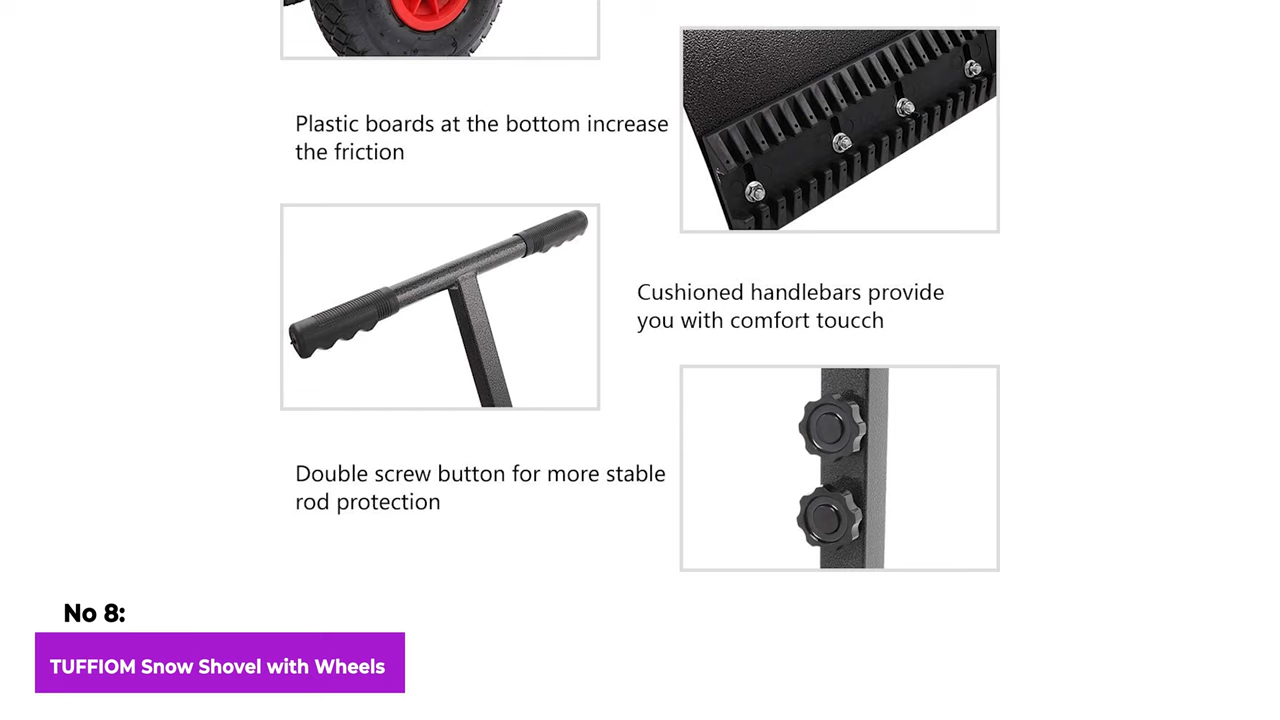 Plastic boards at the bottom increase
the friction
Cushioned handlebars provide
you with comfort toucch
Double screw button for more stable
rod protection
No 8:
TUFFIOM Snow Shovel with Wheels